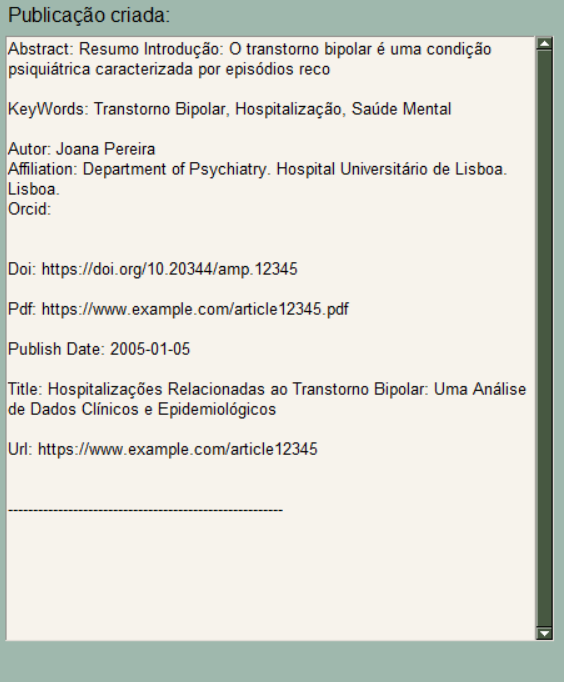 Publicação criada:
Abstract: Resumo Introdução: O transtorno bipolar é uma condição
psiquiátrica caracterizada por episódios reco
KeyWords: Transtorno Bipolar, Hospitalização, Saúde Mental
Autor: Joana Pereira
Affiliation: Department of Psychiatry. Hospital Universitário de Lisboa.
Lisboa.
Orcid:
Doi: https://doi.org/10.20344/amp.12345
Pdf: https://www.example.com/article12345.pdf
Publish Date: 2005-01-05
Title: Hospitalizações Relacionadas ao Transtorno Bipolar: Uma Análise
de Dados Clínicos e Epidemiológicos
Url: https://www.example.com/article12345
-------------------------------------------------------